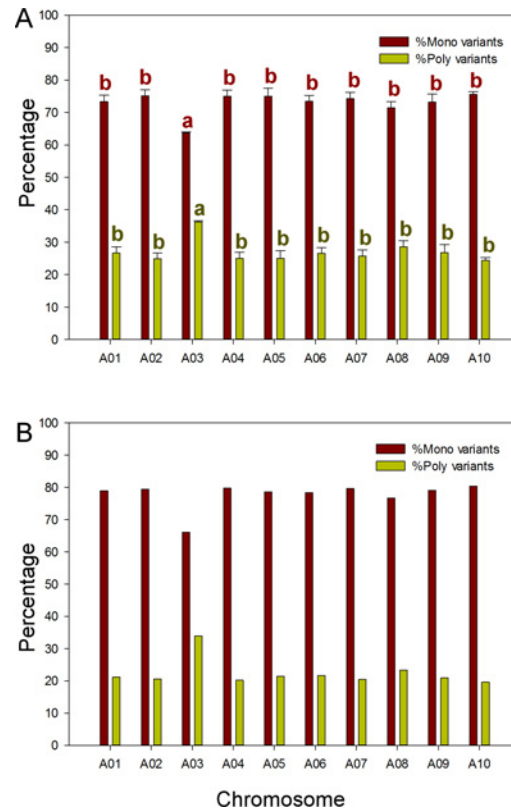 A
100
90
80
70
60
50
40
30
20
10
0
Percentage
%Mono variants
%Poly variants
b b a b b b b b b b
b b a b b b b b b b
A01 A02 A03 A04 A05 A06 A07 A08 A09 A10
B
100
90
80
70
60
50
40
30
20
10
0
Percentage
%Mono variants
%Poly variants
A01 A02 A03 A04 A05 A06 A07 A08 A09 A10
Chromosome